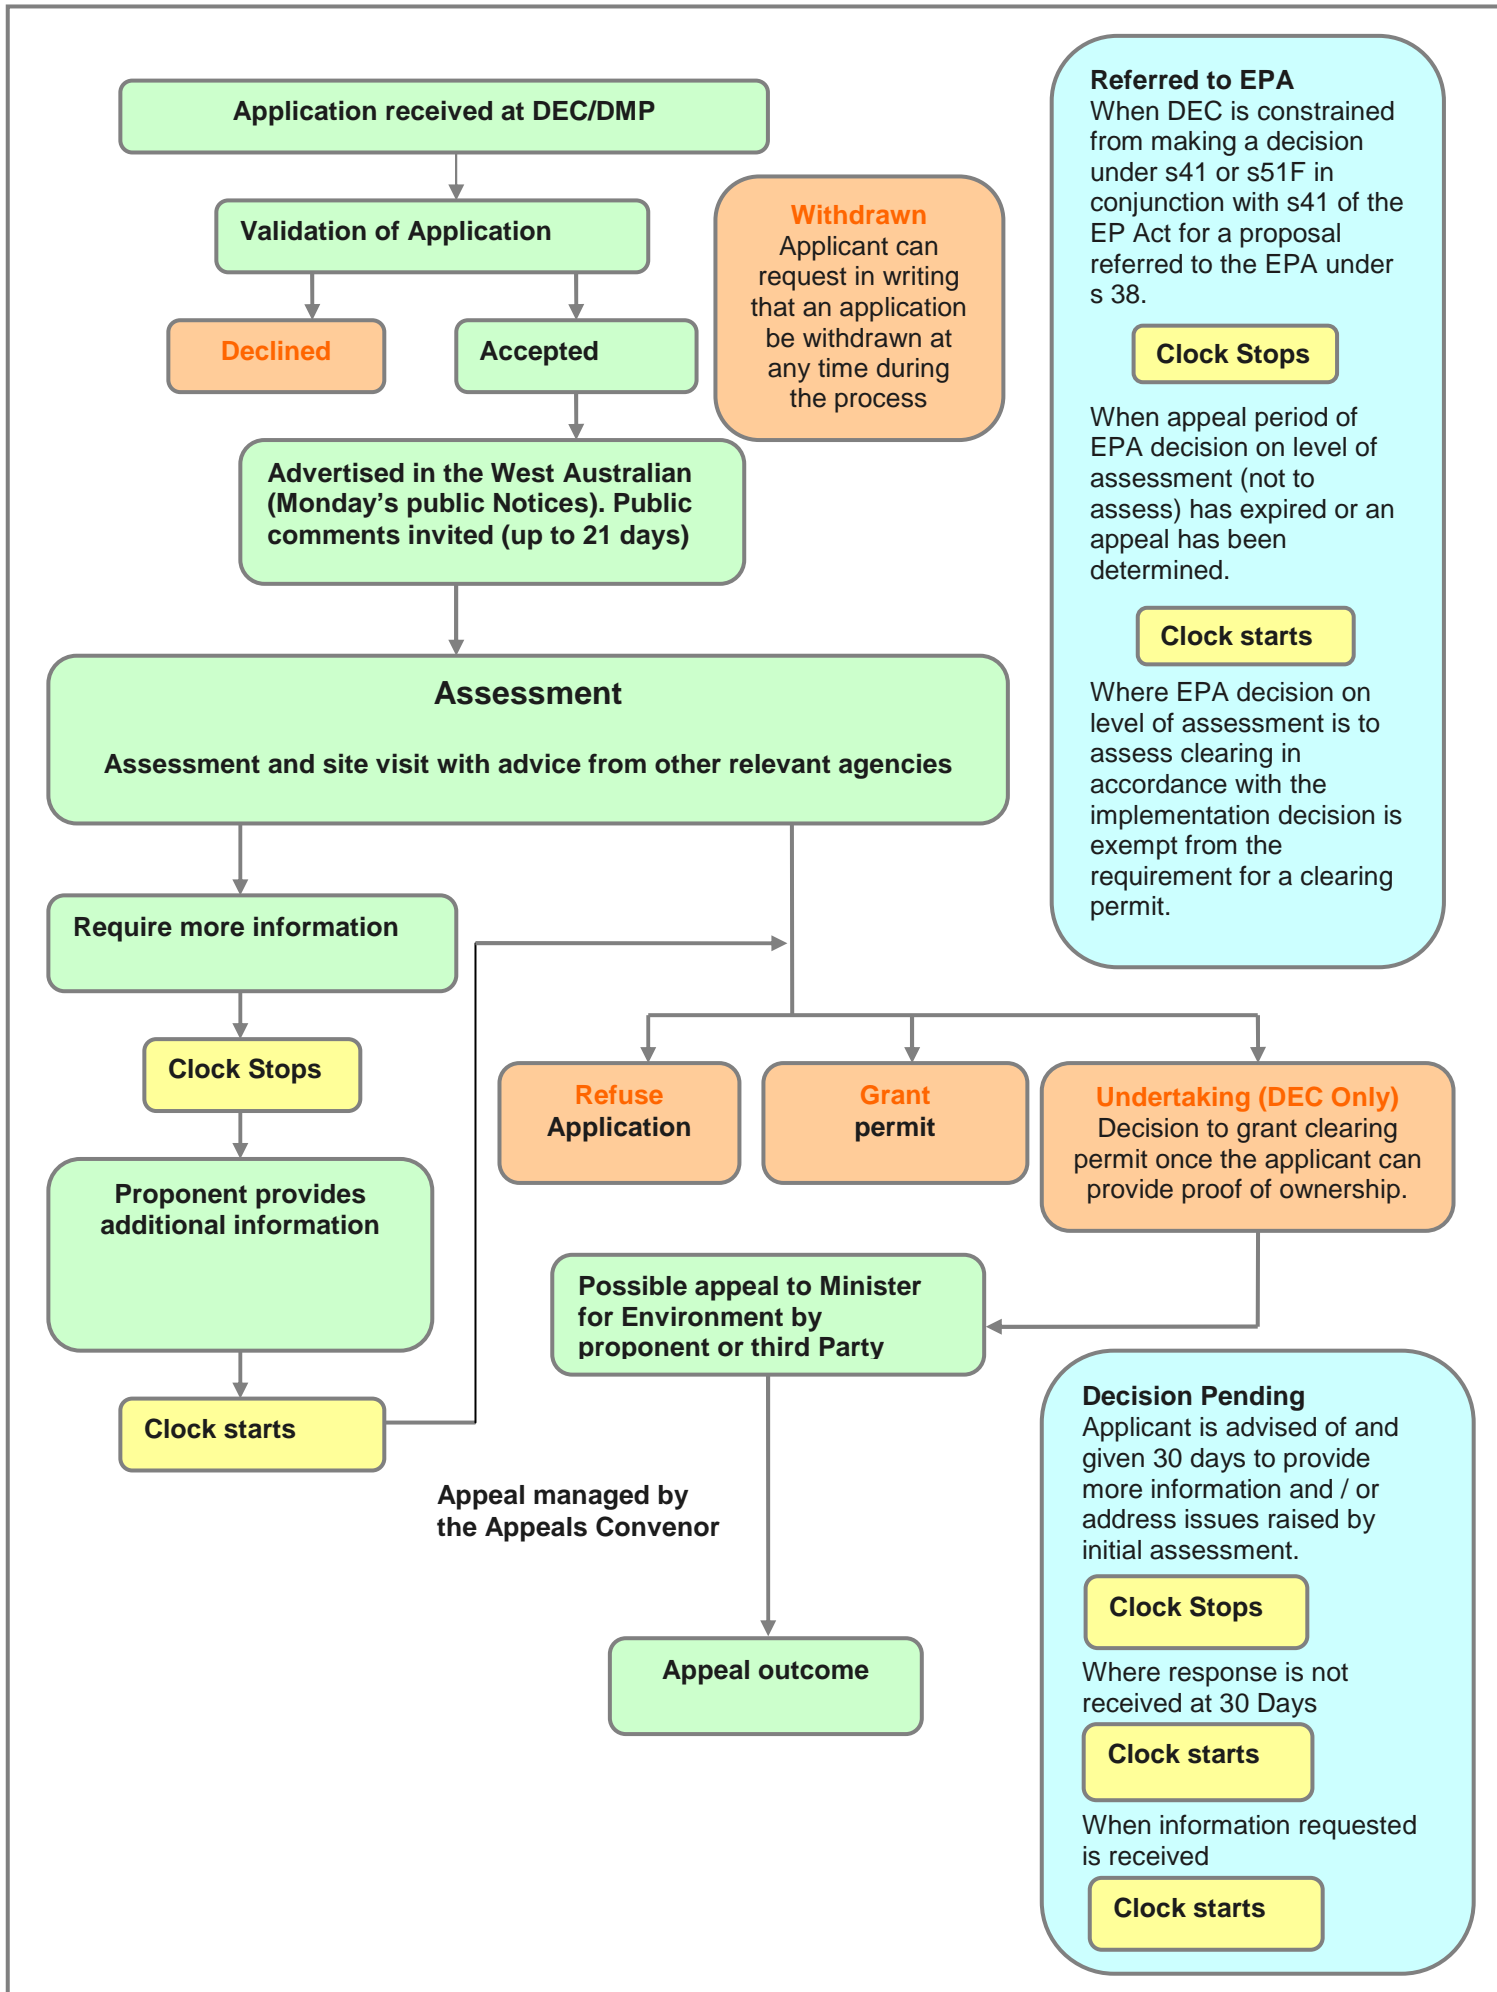 Application received at DEC/DMP
Validation of Application
Declined
Accepted
Withdrawn
Applicant can
request in writing
that an application
be withdrawn at
any time during
the process
Advertised in the West Australian
(Monday’s public Notices). Public
comments invited (up to 21 days)
Assessment
Assessment and site visit with advice from other relevant agencies
Require more information
Clock Stops
Proponent provides
additional information
Clock starts
Refuse
Application
Grant
permit
Undertaking (DEC Only)
Decision to grant clearing
permit once the applicant can
provide proof of ownership.
Possible appeal to Minister
for Environment by
proponent or third Party
Appeal managed by
the Appeals Convenor
Appeal outcome
Referred to EPA
When DEC is constrained
from making a decision
under s41 or s51F in
conjunction with s41 of the
EP Act for a proposal
referred to the EPA under
s 38.
Clock Stops
When appeal period of
EPA decision on level of
assessment (not to
assess) has expired or an
appeal has been
determined.
Clock starts
Where EPA decision on
level of assessment is to
assess clearing in
accordance with the
implementation decision is
exempt from the
requirement for a clearing
permit.
Decision Pending
Applicant is advised of and
given 30 days to provide
more information and / or
address issues raised by
initial assessment.
Clock Stops
Where response is not
received at 30 Days
Clock starts
When information requested
is received
Clock starts